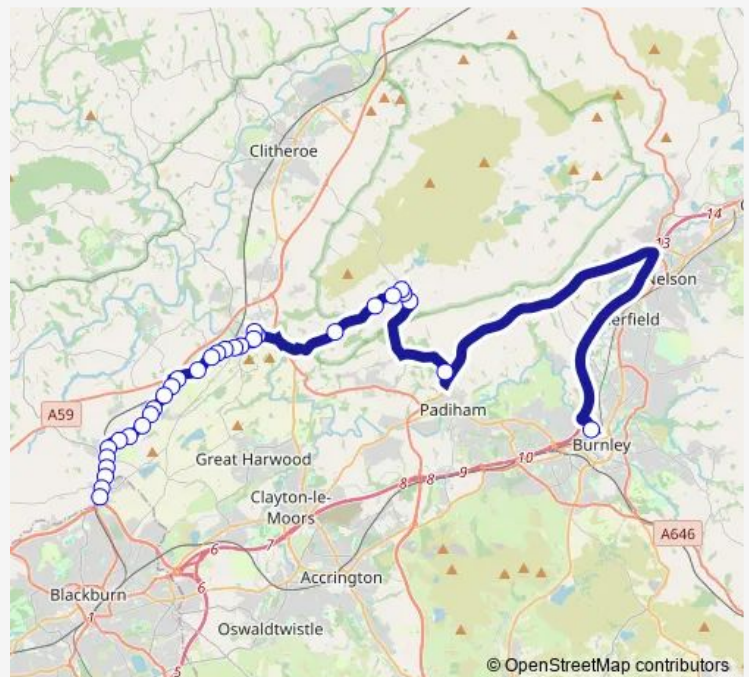 Clitheroe
14
13
Nelson
erfield
A59
Padiham
Great Harwood
Burnley
10
9
8
8
Clayton-le-
Moors
7
6
6
A646
Accrington
Blackburn
1
Oswaldtwistle
5
© OpenStreetMap contributors